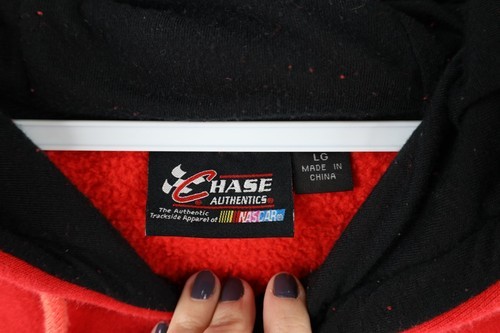 CHASE
AUTHENTICS
The Authentic
Trackside Apparel of NASCAR
LG
MADE IN
CHINA